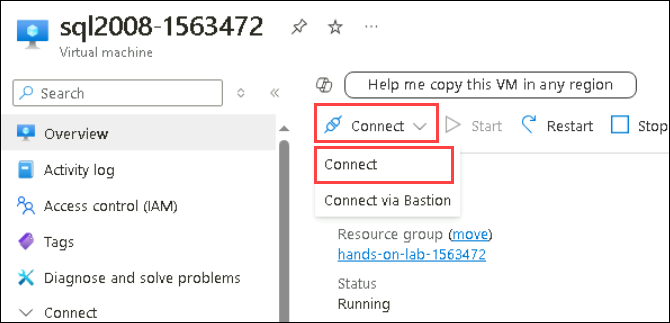 sql2008-1563472
Virtual machine
Search
Help me copy this VM in any region
Connect
Start
Restart
Stop
Overview
Activity log
Access control (IAM)
Tags
Diagnose and solve problems
Connect
Connect
Connect via Bastion
Resource group (move)
hands-on-lab-1563472
Status
Running